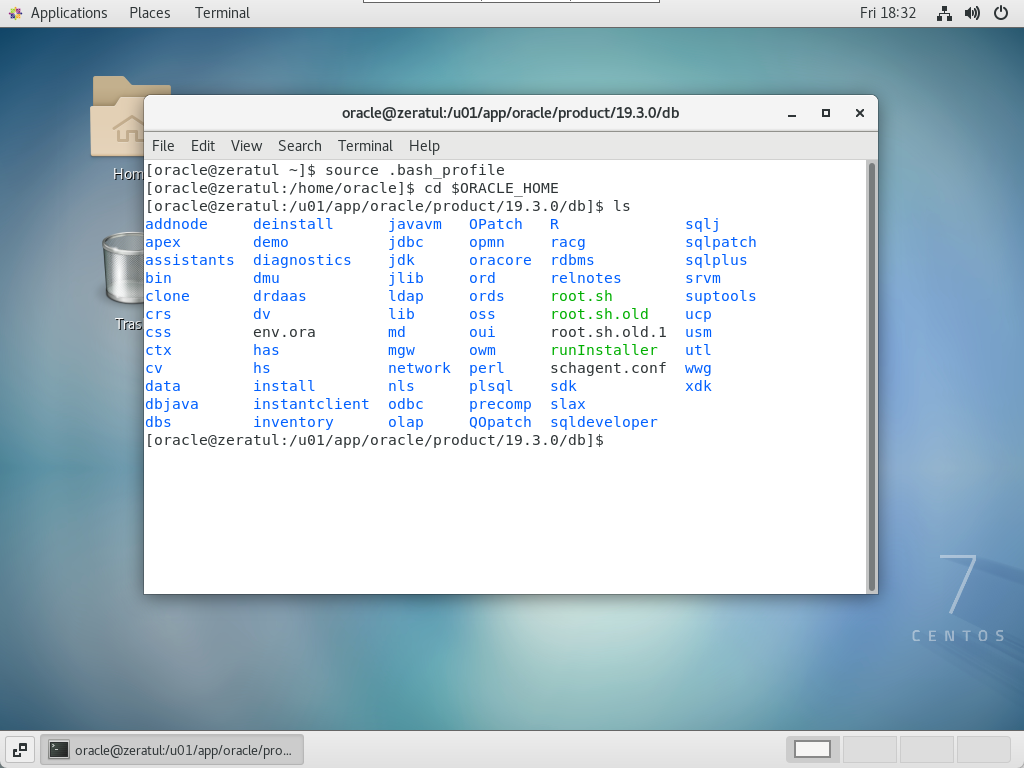 Applications Places Terminal Fri 18:32
Home
Trash
oracle@zeratul:/u01/app/oracle/product/19.3.0/db
File Edit View Search Terminal Help
[oracle@zeratul ~]$ source .bash_profile
[oracle@zeratul:/home/oracle]$ cd $ORACLE_HOME
[oracle@zeratul:/u01/app/oracle/product/19.3.0/db]$ ls
addnode deinstall javavm OPatch R sqlj
apex demo jdbc opmn racg sqlpatch
assistants diagnostics jdk oracore rdbms sqlplus
bin dmu jlib ord relnotes srvm
clone drdaas ldap ords root.sh suptools
crs dv lib oss root.sh.old ucp
css env.ora md oui root.sh.old.1 usm
ctx has mgw owm runInstaller utl
cv hs network perl schagent.conf wwg
data install nls plsql sdk xdk
dbjava instantclient odbc precomp slax
dbs inventory olap QOpatch sqldeveloper
[oracle@zeratul:/u01/app/oracle/product/19.3.0/db]$
7
CENTOS
oracle@zeratul:/u01/app/oracle/pro...